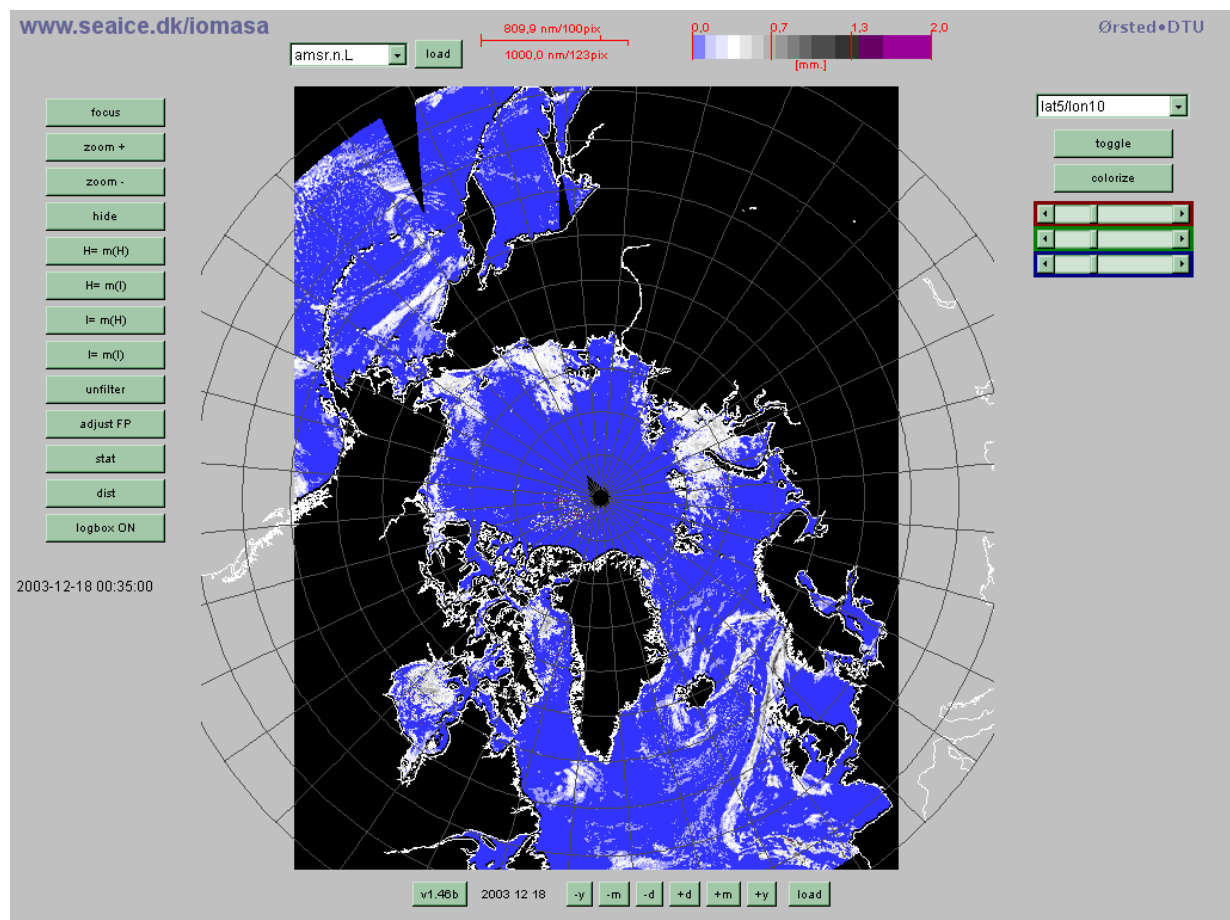 www.seaice.dk/iomasa
amsr.n.L
load
809,9 nm/100pix
1000,0 nm/123pix
0,0 0,7 1,3 2,0
[mm.]
Ørsted•DTU
focus
zoom +
zoom -
hide
H= m(H)
H= m(I)
I= m(H)
I= m(I)
unfilter
adjust FP
stat
dist
logbox ON
2003-12-18 00:35:00
lat5/lon10
toggle
colorize
v1.46b 2003 12 18 -y -m -d +d +m +y load